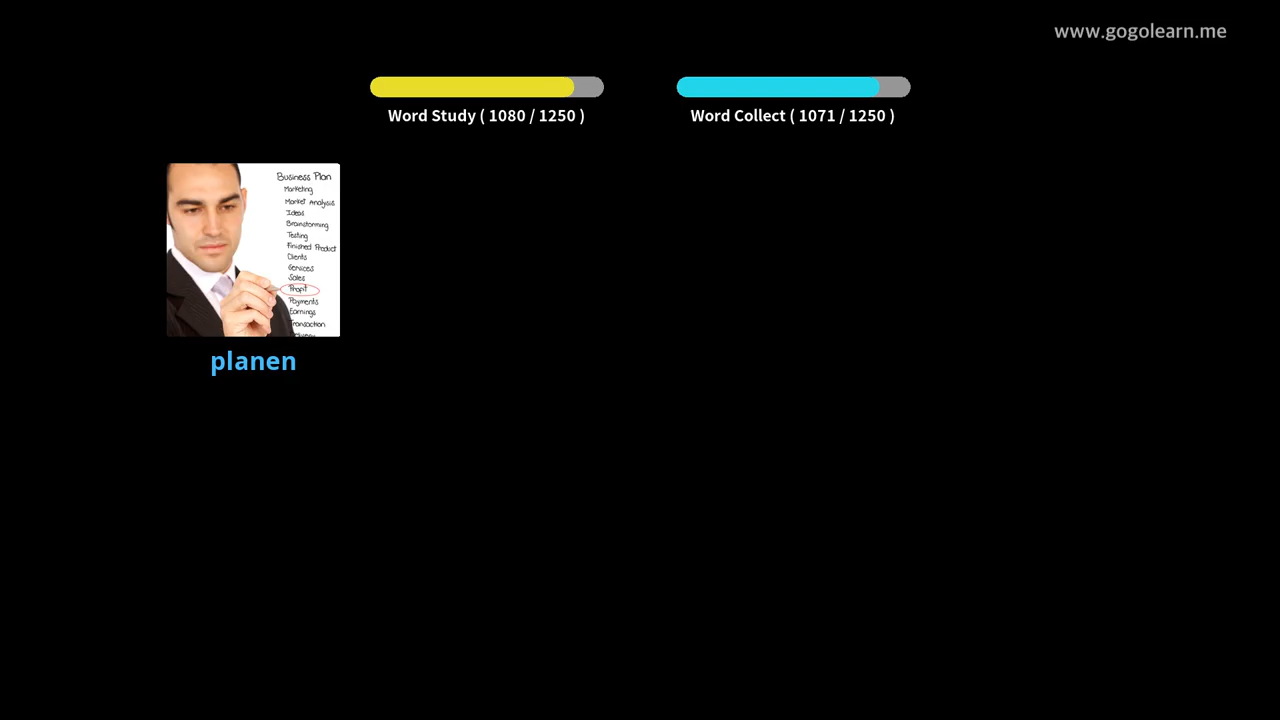 www.gogolearn.me
Word Study ( 1080 / 1250 )
Word Collect ( 1071 / 1250 )
Business Plan
Marketing
Market Analysis
Ideas
Brainstorming
Testing
Finished Product
Clients
Services
Sales
Profit
Payments
Earnings
Transaction
Delivery
planen